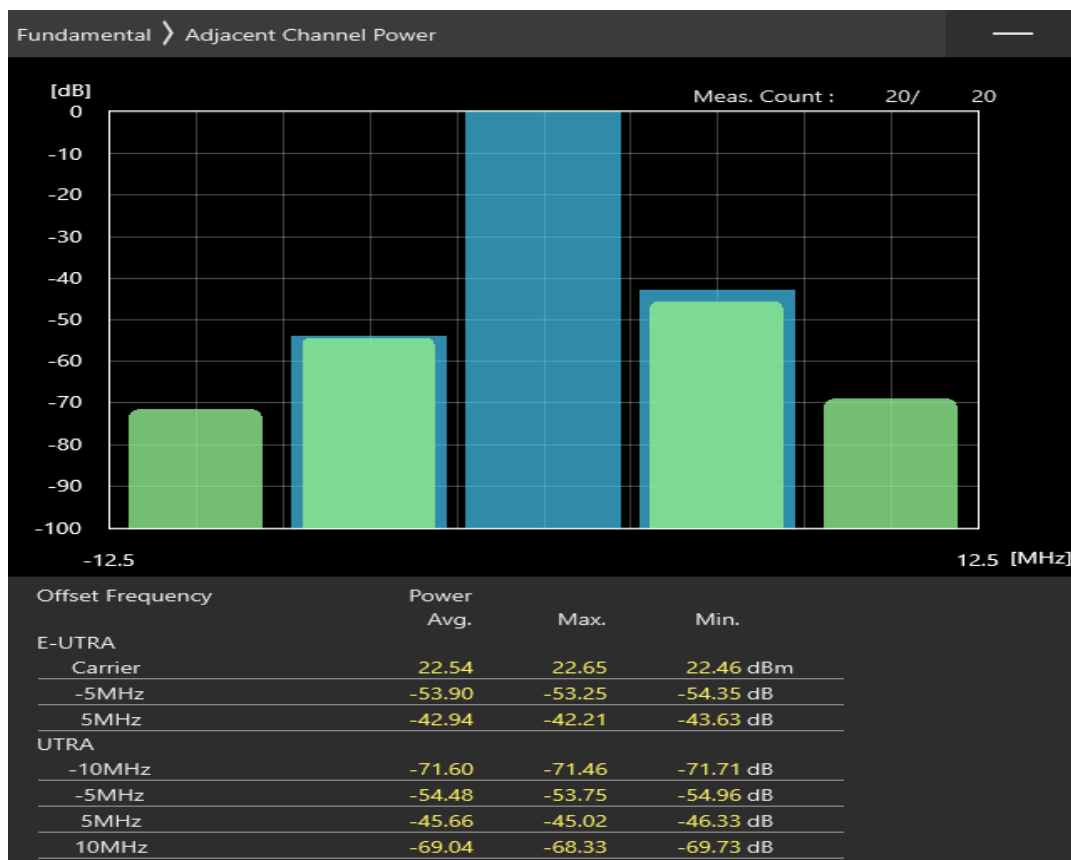 Fundamental 》 Adjacent Channel Power
[dB]
Meas. Count : 20/ 20
0
-10
-20
-30
-40
-50
-60
-70
-80
-90
-100
-12.5 12.5 [MHz]
Offset Frequency Power
Avg. Max. Min.
E-UTRA
Carrier 22.54 22.65 22.46 dBm
-5MHz -53.90 -53.25 -54.35 dB
5MHz -42.94 -42.21 -43.63 dB
UTRA
-10MHz -71.60 -71.46 -71.71 dB
-5MHz -54.48 -53.75 -54.96 dB
5MHz -45.66 -45.02 -46.33 dB
10MHz -69.04 -68.33 -69.73 dB